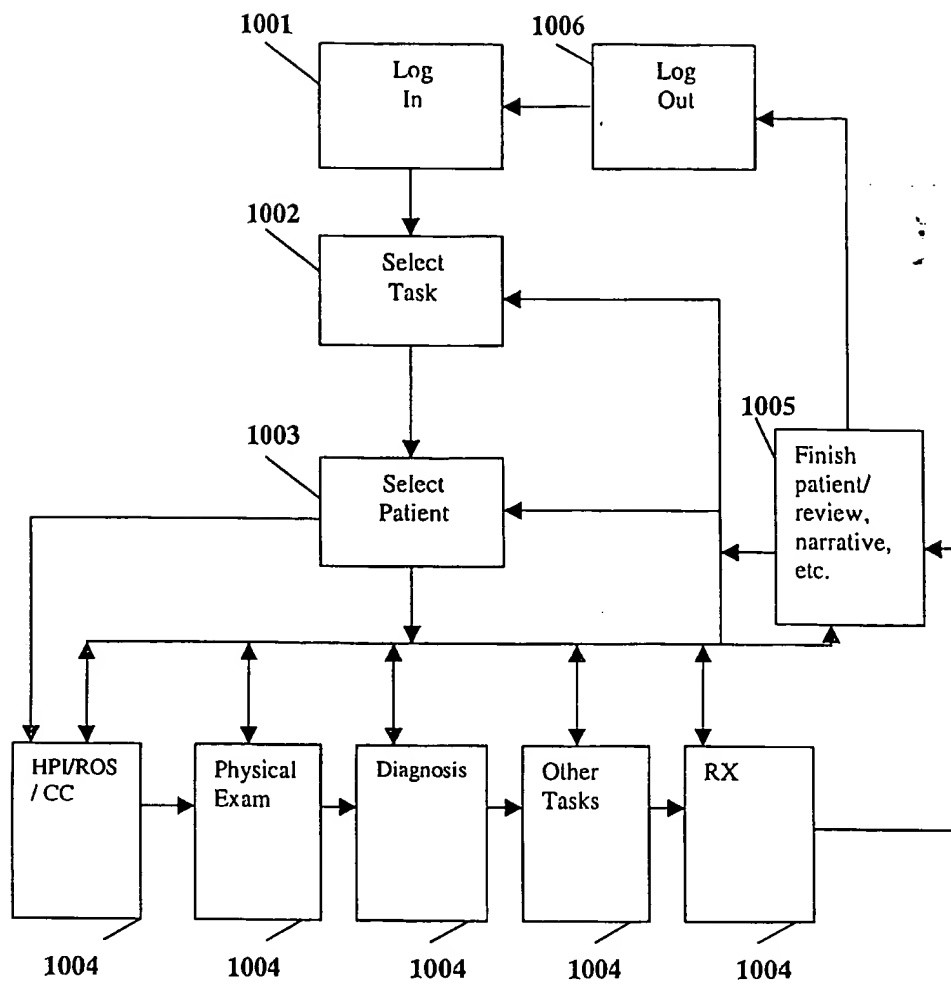 1001
1006
Log
In
Log
Out
1002
Select
Task
1003
Select
Patient
1005
Finish
patient/
review,
narrative,
etc.
HPI/ROS
/ CC
Physical
Exam
Diagnosis
Other
Tasks
RX
1004
1004
1004
1004
1004